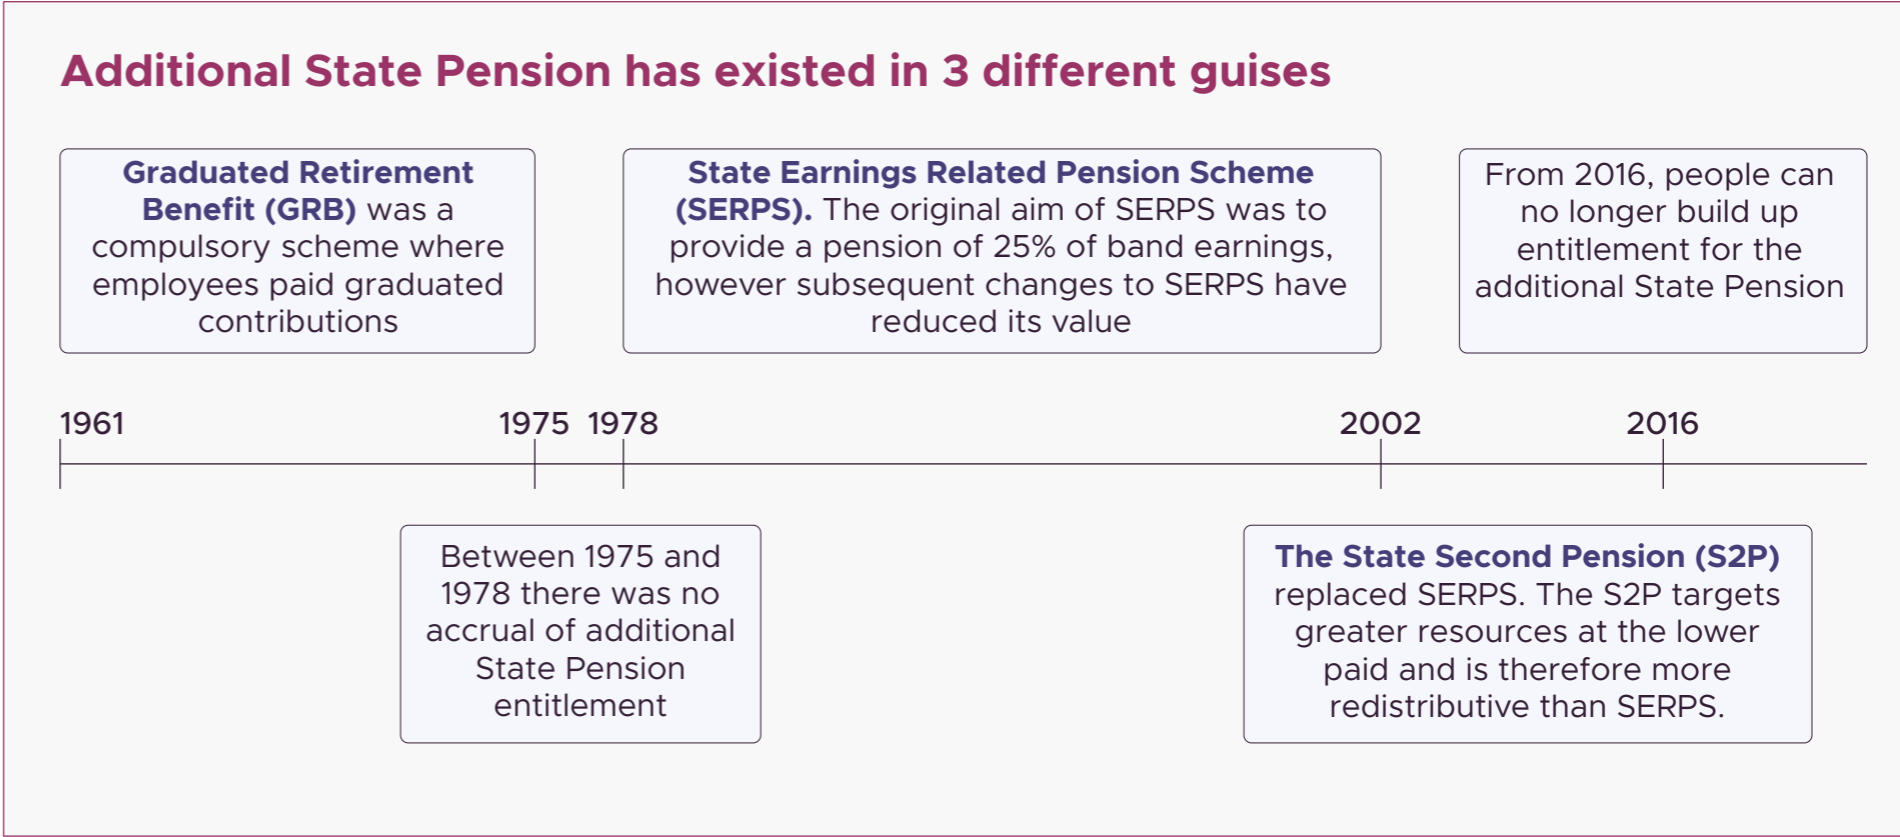 Additional State Pension has existed in 3 different guises
Graduated Retirement
Benefit (GRB) was a
compulsory scheme where
employees paid graduated
contributions
State Earnings Related Pension Scheme
(SERPS). The original aim of SERPS was to
provide a pension of 25% of band earnings,
however subsequent changes to SERPS have
reduced its value
From 2016, people can
no longer build up
entitlement for the
additional State Pension
1961
1975
1978
2002
2016
Between 1975 and
1978 there was no
accrual of additional
State Pension
entitlement
The State Second Pension (S2P)
replaced SERPS. The S2P targets
greater resources at the lower
paid and is therefore more
redistributive than SERPS.